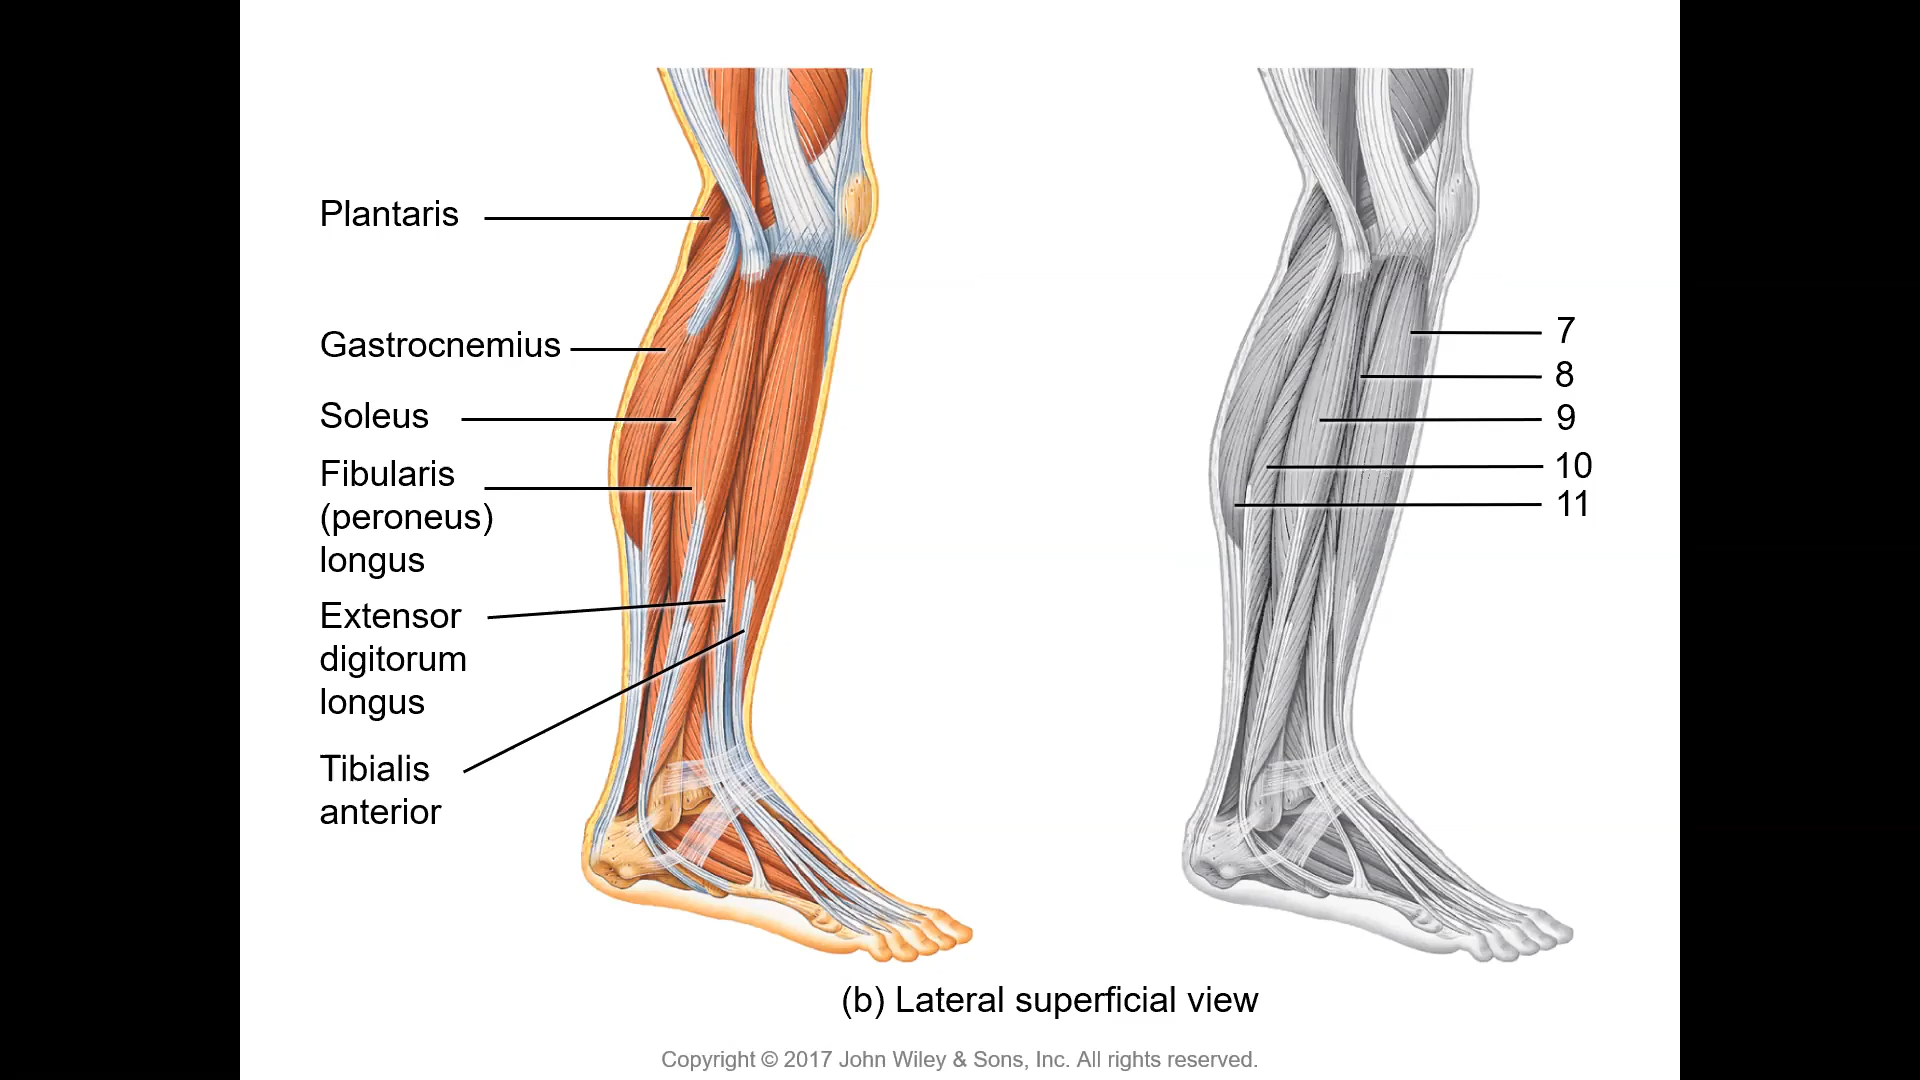 Plantaris
Gastrocnemius
Soleus
Fibularis
(peroneus)
longus
Extensor
digitorum
longus
Tibialis
anterior
7
8
9
10
11
(b) Lateral superficial view
Copyright © 2017 John Wiley & Sons, Inc. All rights reserved.